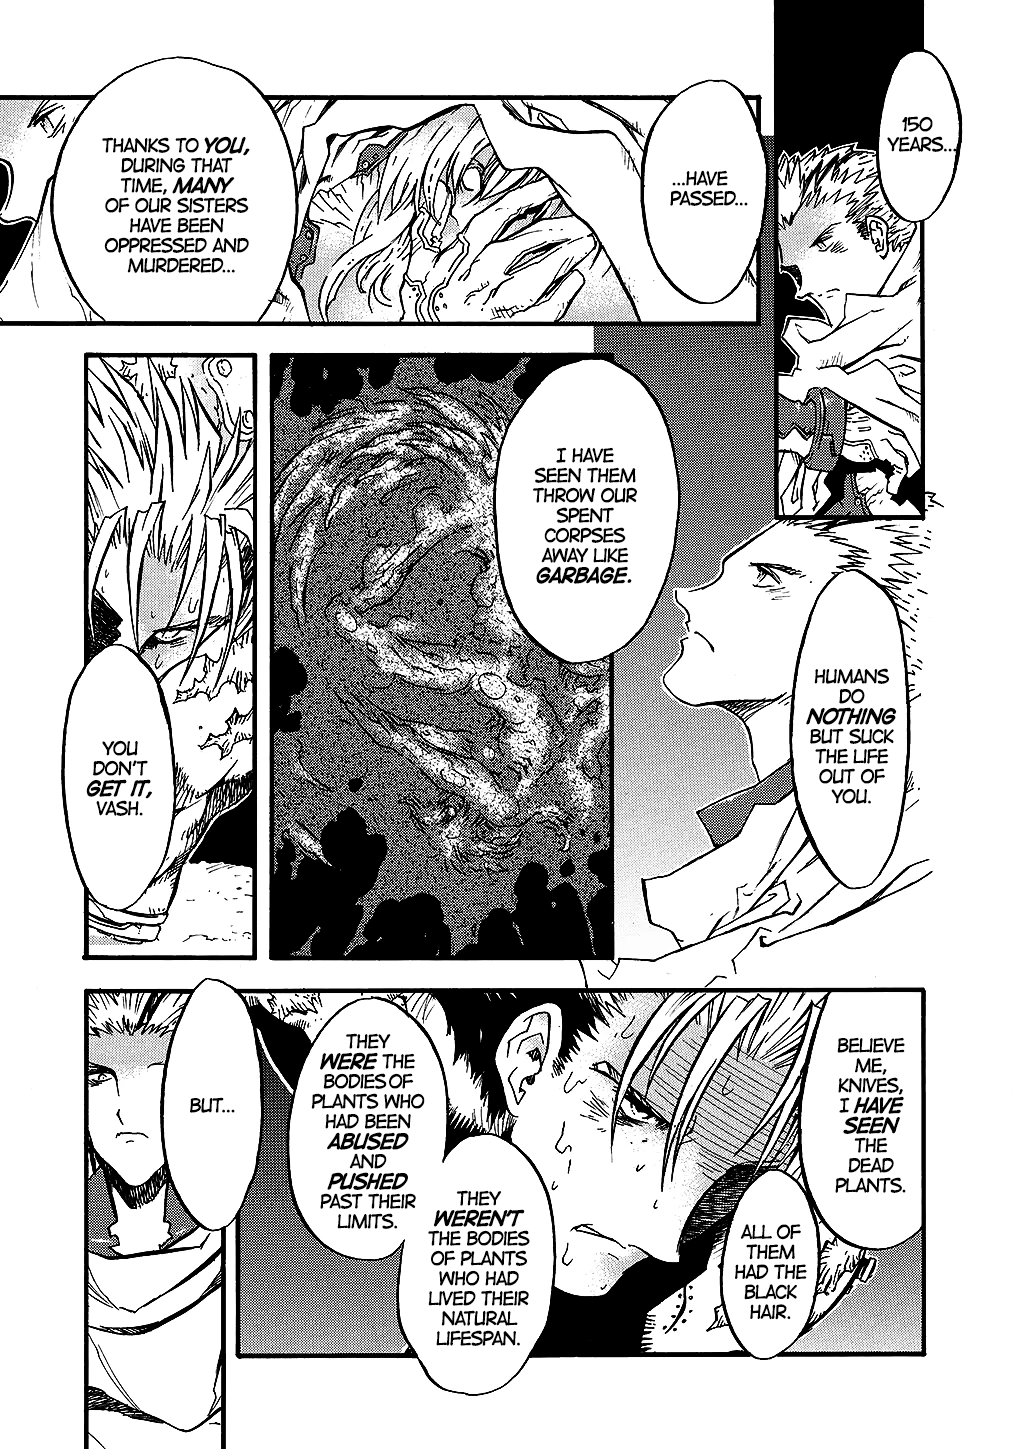 150
YEARS...
...HAVE
PASSED...
THANKS TO YOU,
DURING THAT
TIME, MANY
OF OUR SISTERS
HAVE BEEN
OPPRESSED AND
MURDERED...
HUMANS
DO
NOTHING
BUT SUCK
THE LIFE
OUT OF
YOU.
I HAVE
SEEN THEM
THROW OUR
SPENT
CORPSES
AWAY LIKE
GARBAGE.
YOU
DON'T
GET IT,
VASH.
BELIEVE
ME,
KNIVES,
I HAVE
SEEN
THE
DEAD
PLANTS.
ALL OF
THEM
HAD THE
BLACK
HAIR.
THEY
WEREN'T
THE BODIES
OF PLANTS
WHO HAD
LIVED THEIR
NATURAL
LIFESPAN.
THEY
WERE THE
BODIES OF
PLANTS WHO
HAD BEEN
ABUSED
AND
PUSHED
PAST THEIR
LIMITS.
BUT...